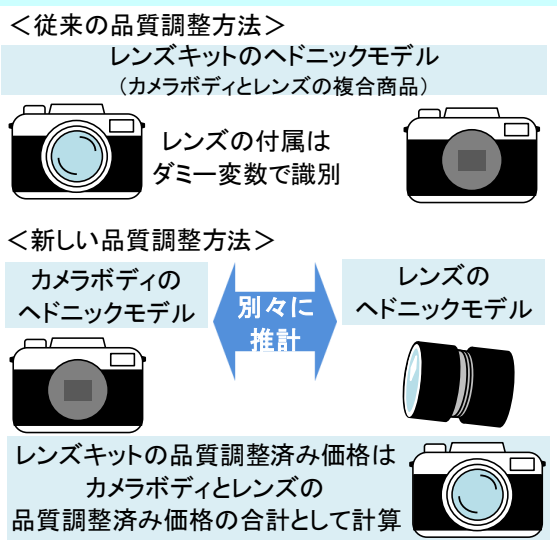 ＜従来の品質調整方法＞
レンズキットのヘドニックモデル
（カメラボディとレンズの複合商品）
レンズの付属は
ダミー変数で識別
＜新しい品質調整方法＞
カメラボディの
ヘドニックモデル
別々に
推計
レンズの
ヘドニックモデル
レンズキットの品質調整済み価格は
カメラボディとレンズの
品質調整済み価格の合計として計算